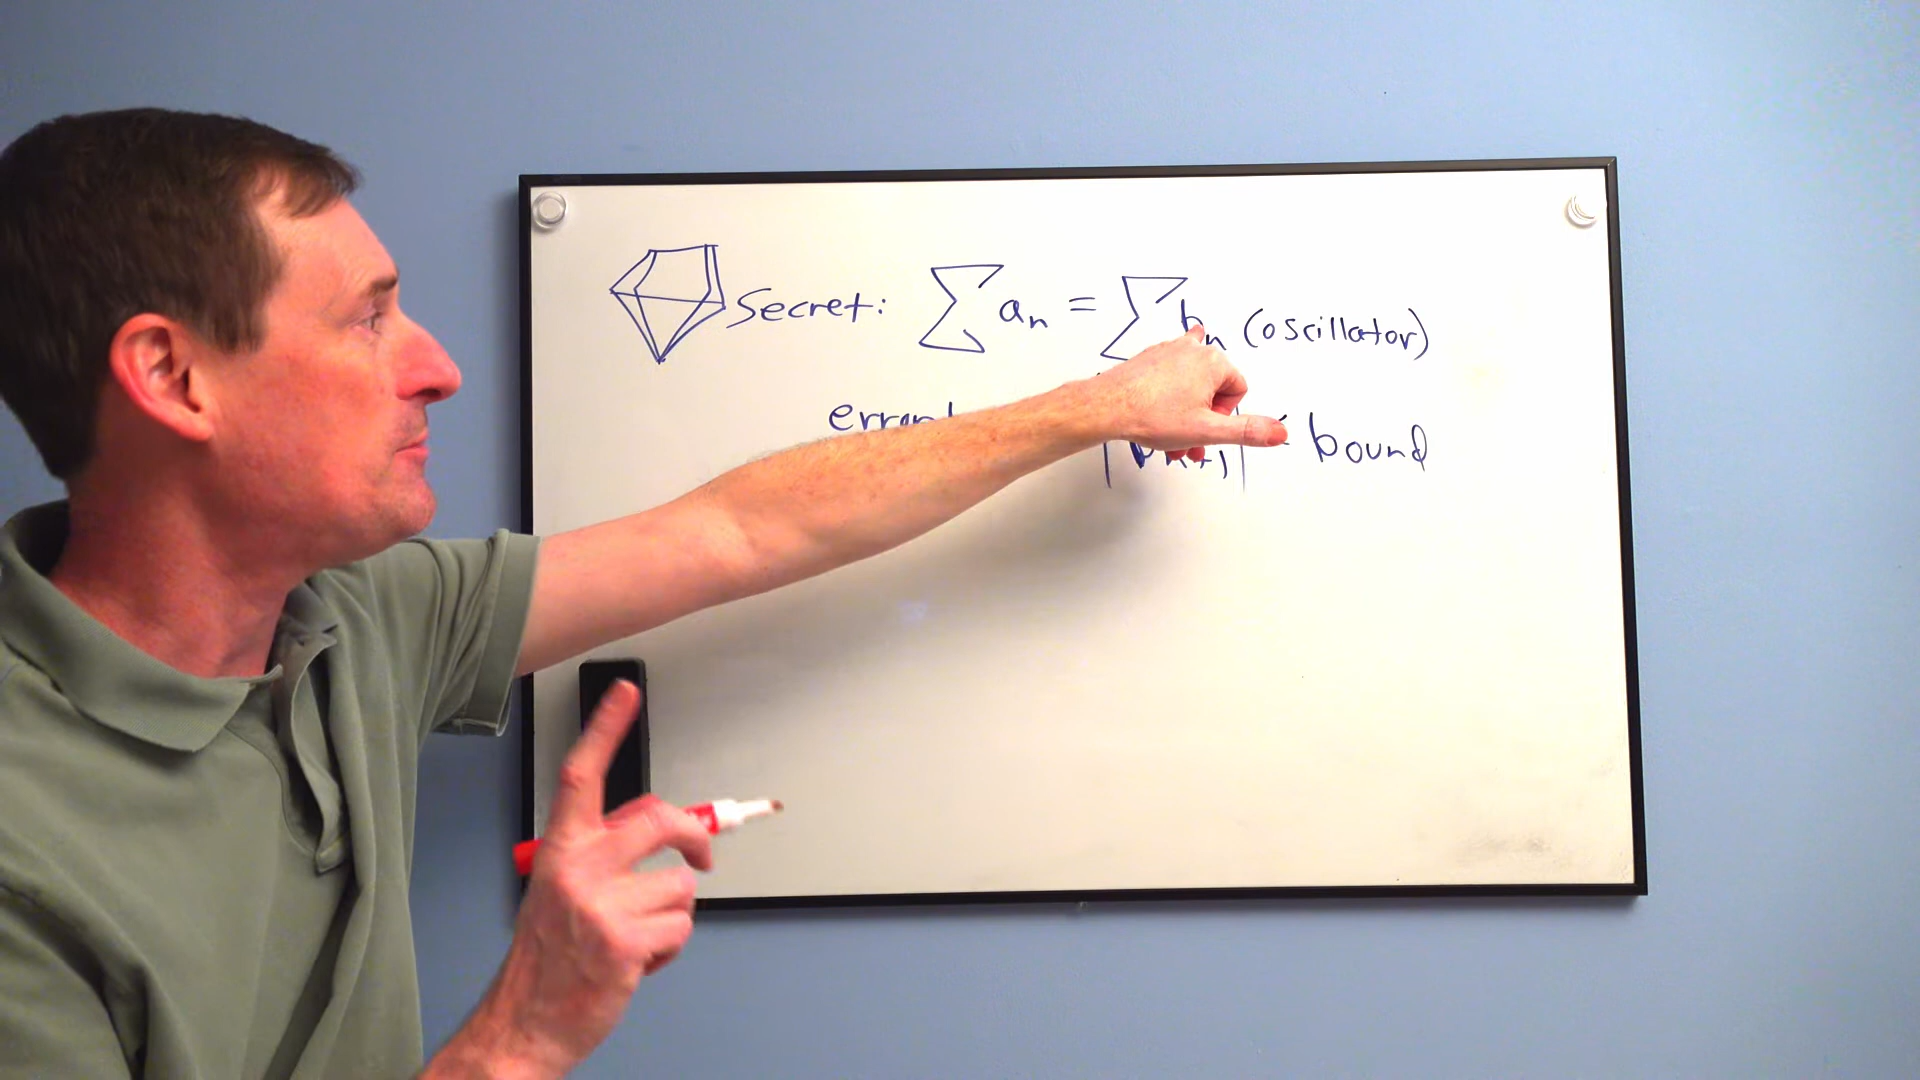 Secret: ∑ aₙ = ∑ bₙ (oscillator)
bound